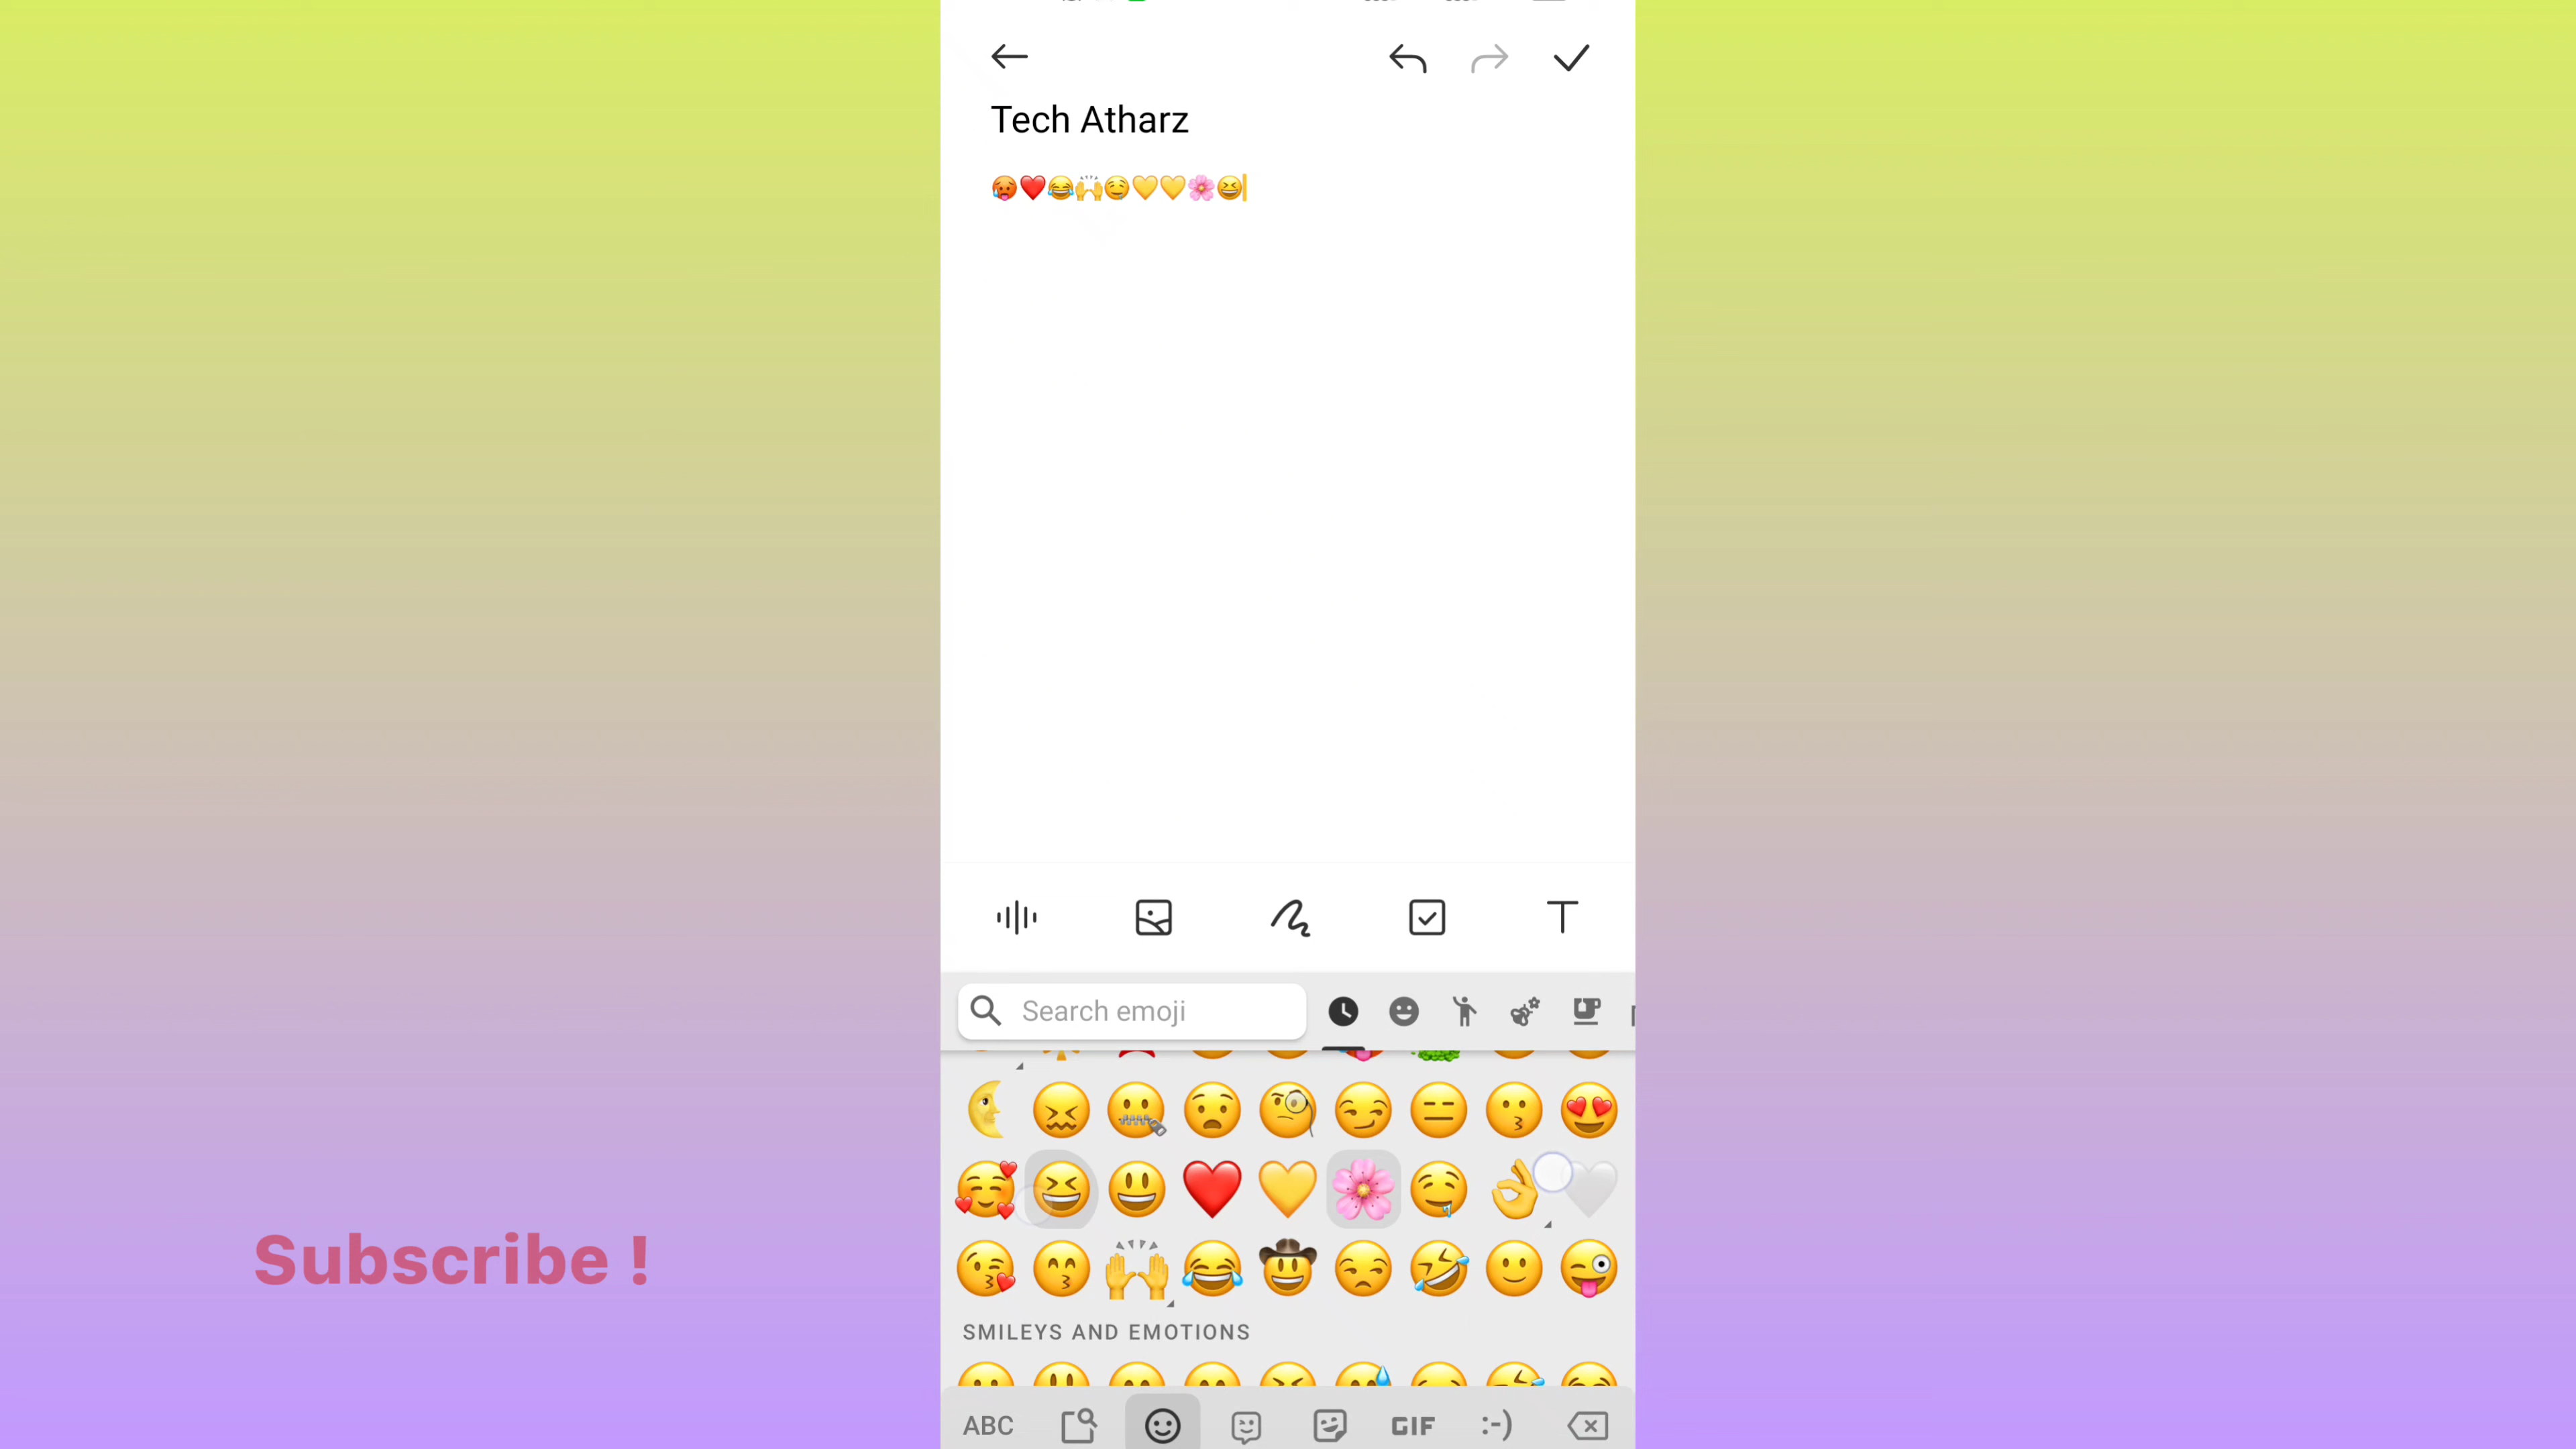 Tech Atharz
🥵❤️😂🙌🤤💛💛🌸😆
Search emoji
Subscribe !
SMILEYS AND EMOTIONS
ABC
GIF
:-)